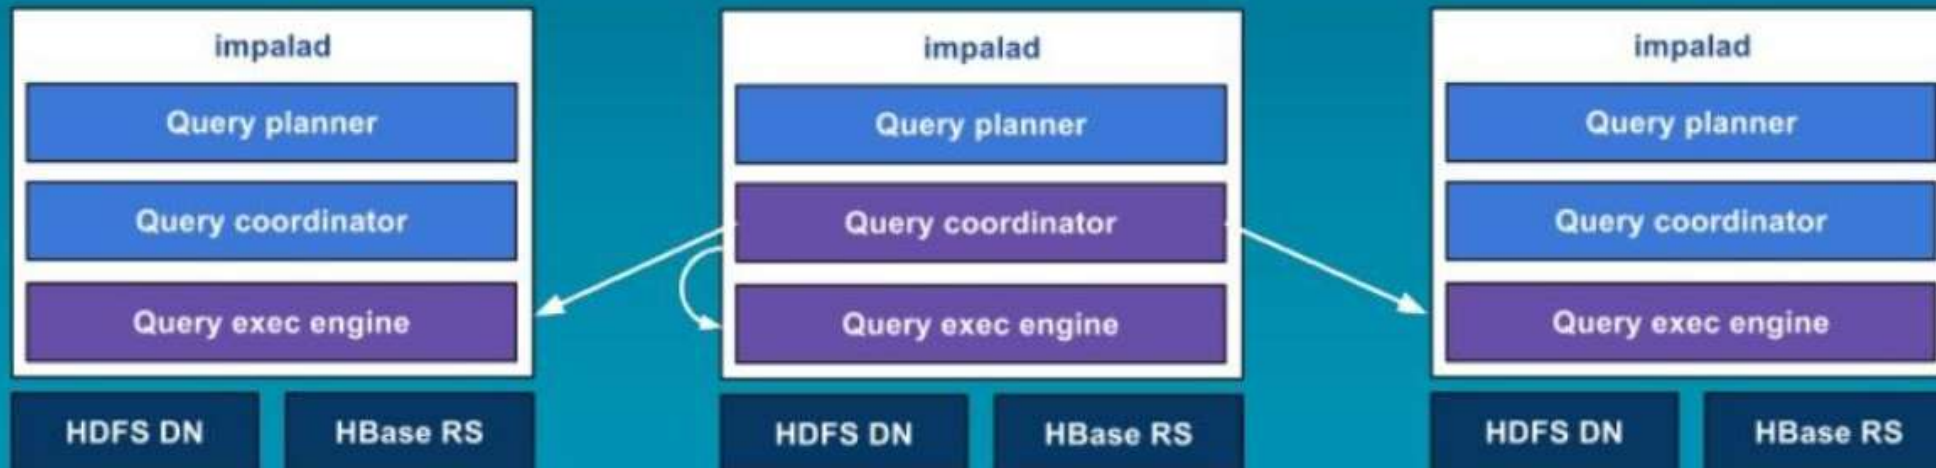 impalad
Query planner
Query coordinator
Query exec engine
HDFS DN
HBase RS
impalad
Query planner
Query coordinator
Query exec engine
HDFS DN
HBase RS
impalad
Query planner
Query coordinator
Query exec engine
HDFS DN
HBase RS